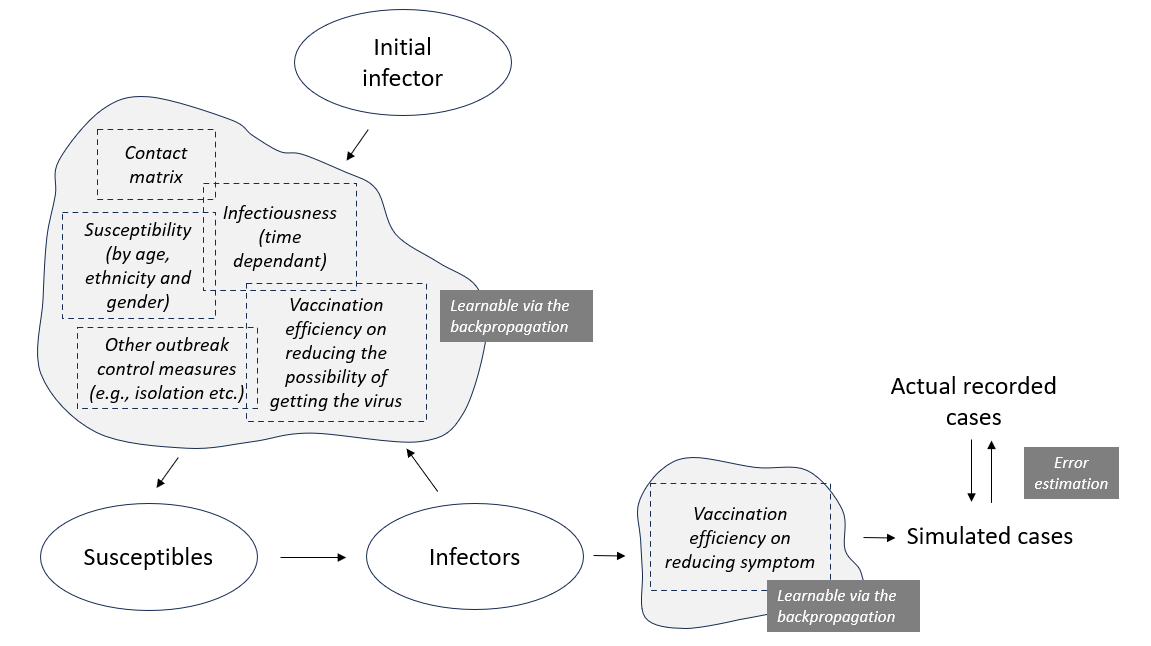 Initial
infector
Contact
matrix
Infectiousness
(time
dependant)
Susceptibility
(by age,
ethnicity and
gender)
Vaccination
efficiency on
reducing the
possibility of
getting the virus
Learnable via the
backpropagation
Other outbreak
control measures
(e.g., isolation etc.)
Actual recorded
cases
Error
estimation
Susceptibles
Infectors
Vaccination
efficiency on
reducing symptom
Simulated cases
Learnable via the
backpropagation